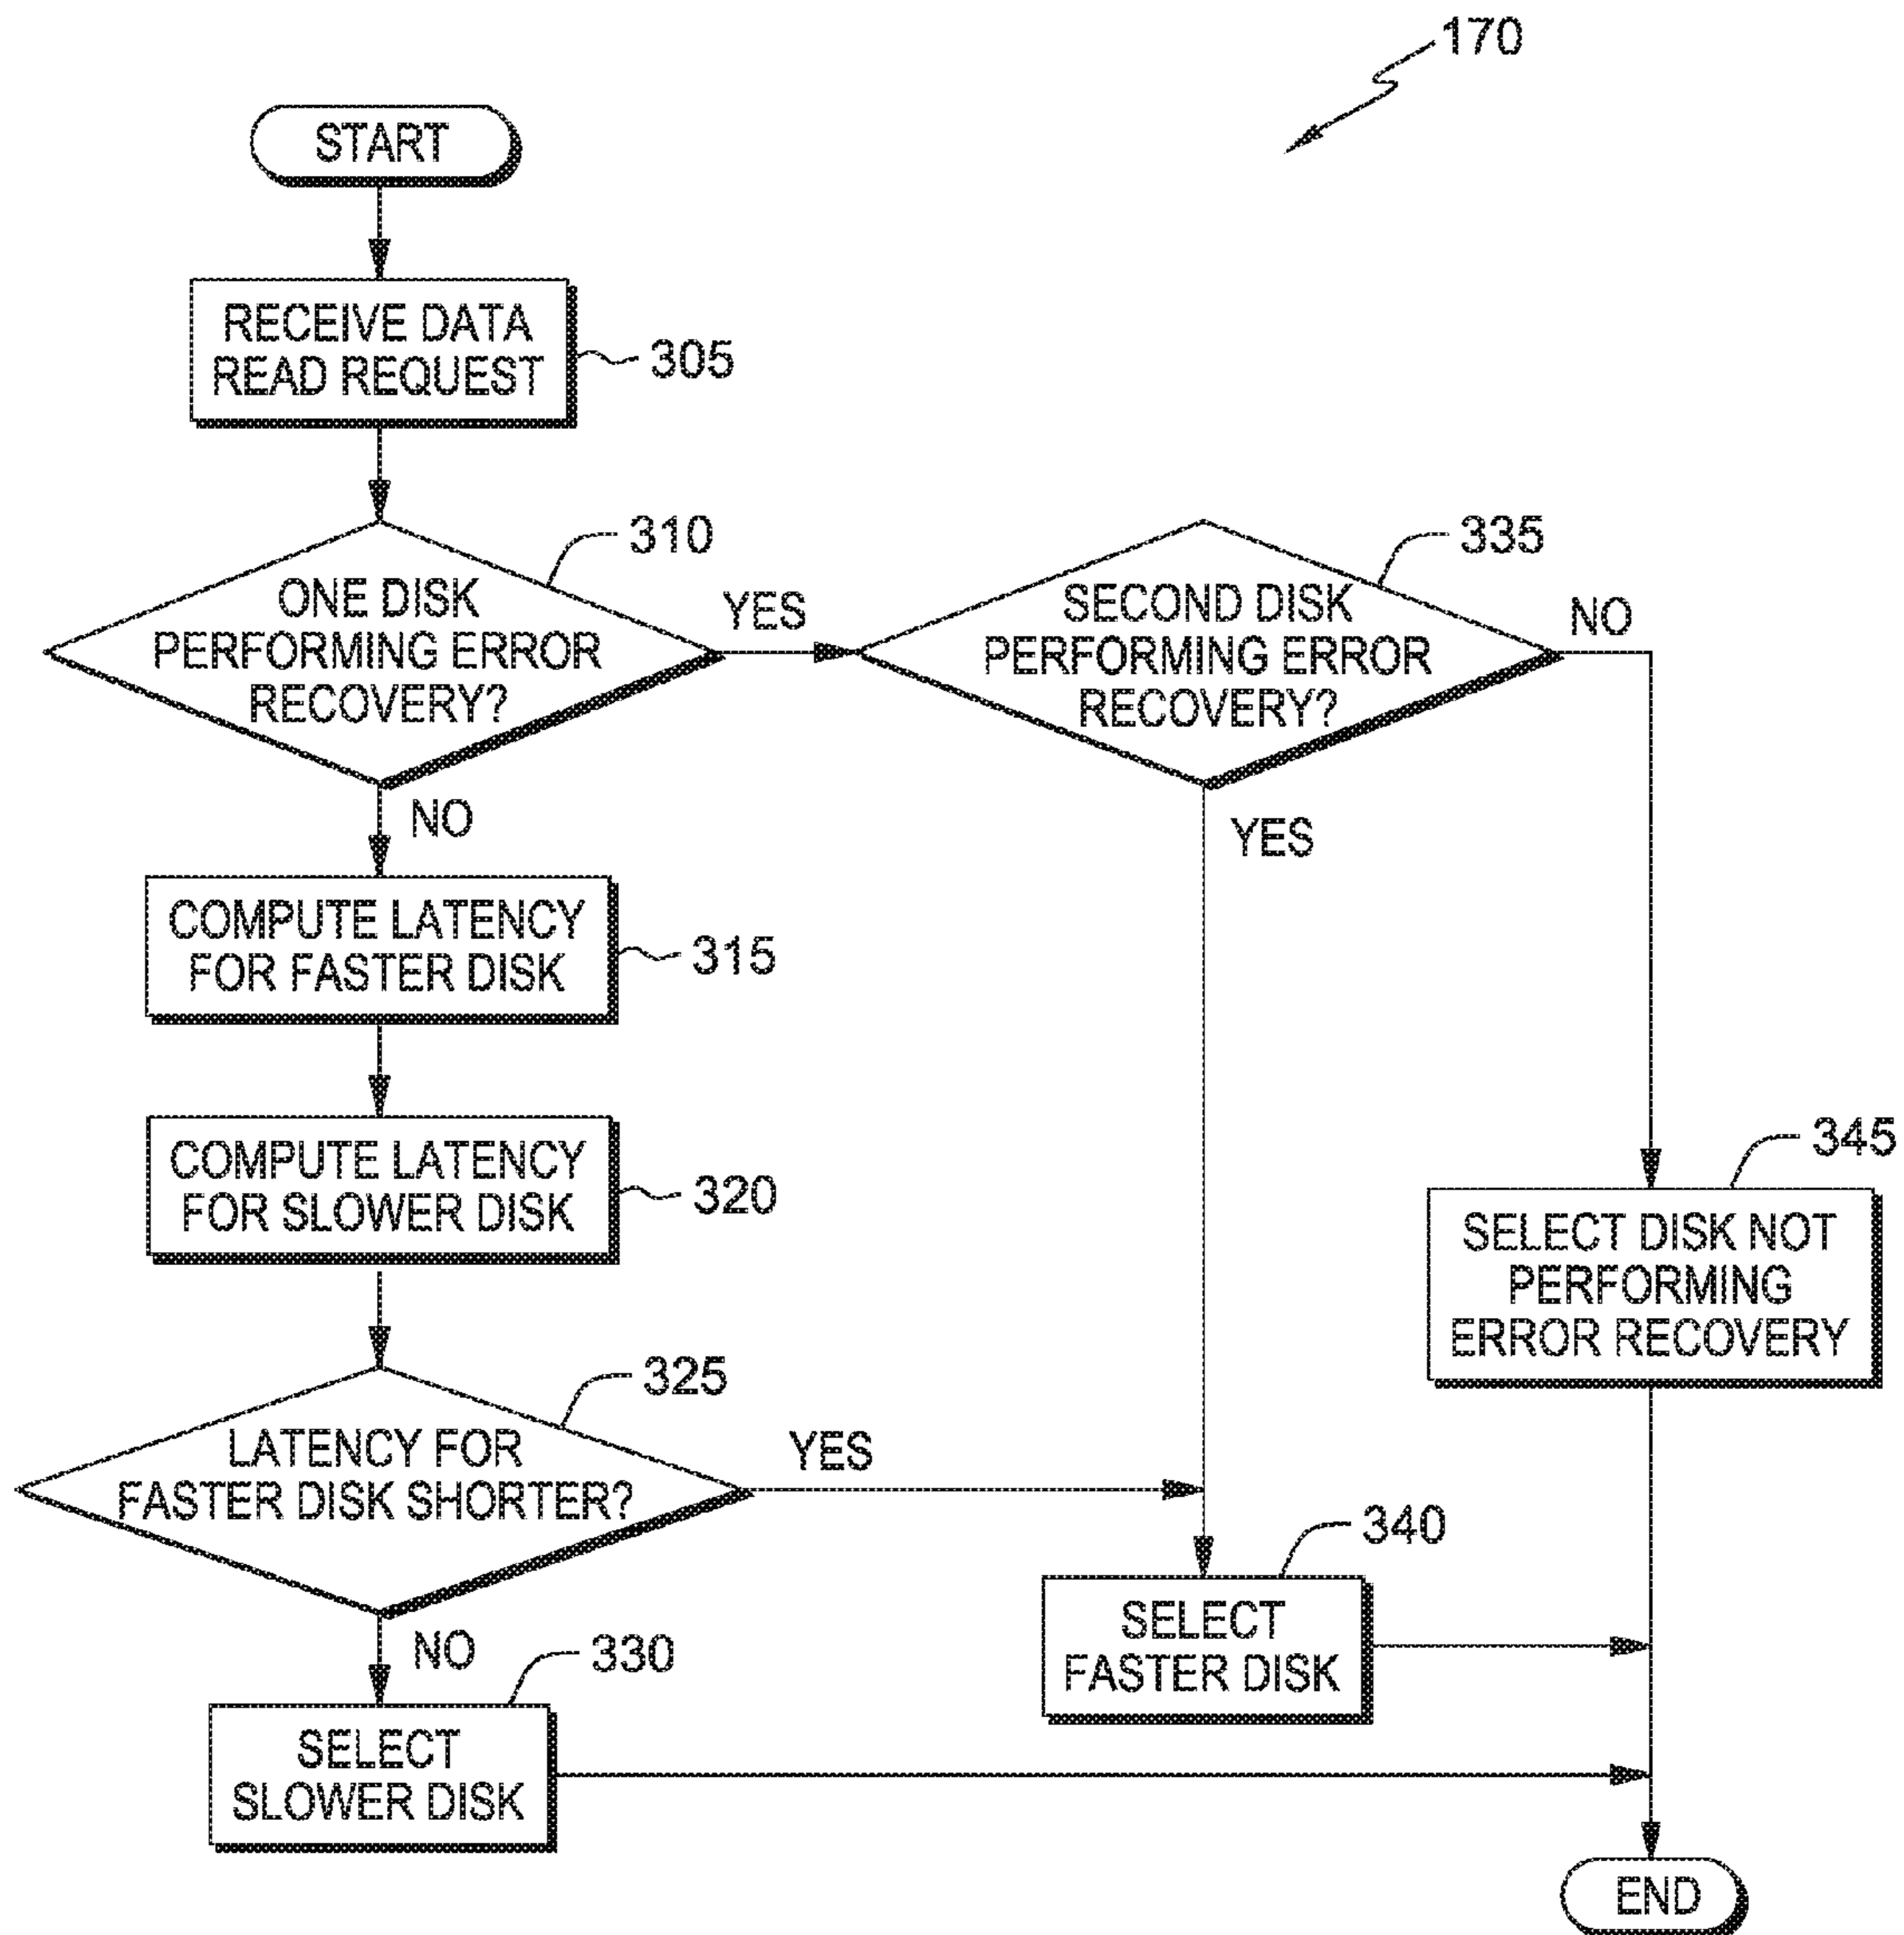 170
START
RECEIVE DATA
READ REQUEST
305
310
ONE DISK
PERFORMING ERROR
RECOVERY?
YES
NO
335
SECOND DISK
PERFORMING ERROR
RECOVERY?
NO
YES
COMPUTE LATENCY
FOR FASTER DISK
315
COMPUTE LATENCY
FOR SLOWER DISK
320
345
SELECT DISK NOT
PERFORMING
ERROR RECOVERY
325
LATENCY FOR
FASTER DISK SHORTER?
YES
NO
340
SELECT
FASTER DISK
330
SELECT
SLOWER DISK
END